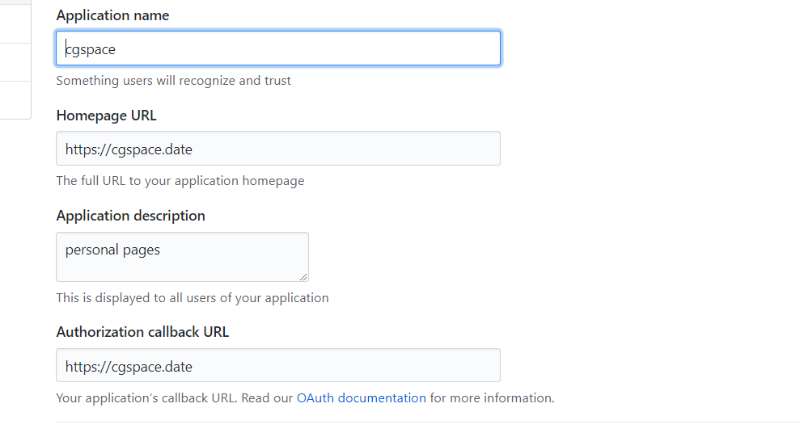 Application name
cgspace
Something users will recognize and trust
Homepage URL
https://cgspace.date
The full URL to your application homepage
Application description
personal pages
This is displayed to all users of your application
Authorization callback URL
https://cgspace.date
Your application's callback URL. Read our OAuth documentation for more information.